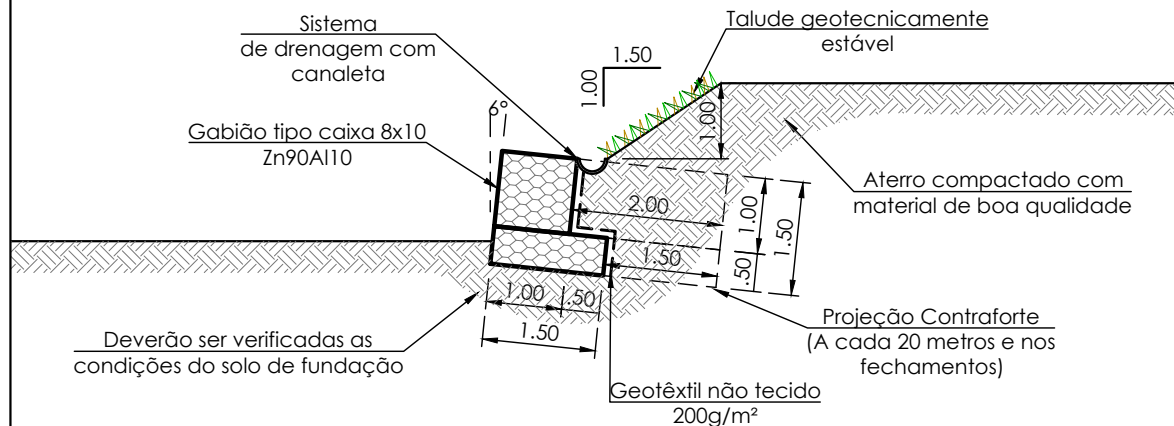 Sistema
de drenagem com
canaleta
1.50
1.00
Talude geotecnicamente
estável
6°
Gabião tipo caixa 8x10
Zn90Al10
1.00
Aterro compactado com
material de boa qualidade
2.00
1.00
1.50
1.50
.50
1.00
.50
1.50
Deverão ser verificadas as
condições do solo de fundação
Projeção Contraforte
(A cada 20 metros e nos
fechamentos)
Geotêxtil não tecido
200g/m²